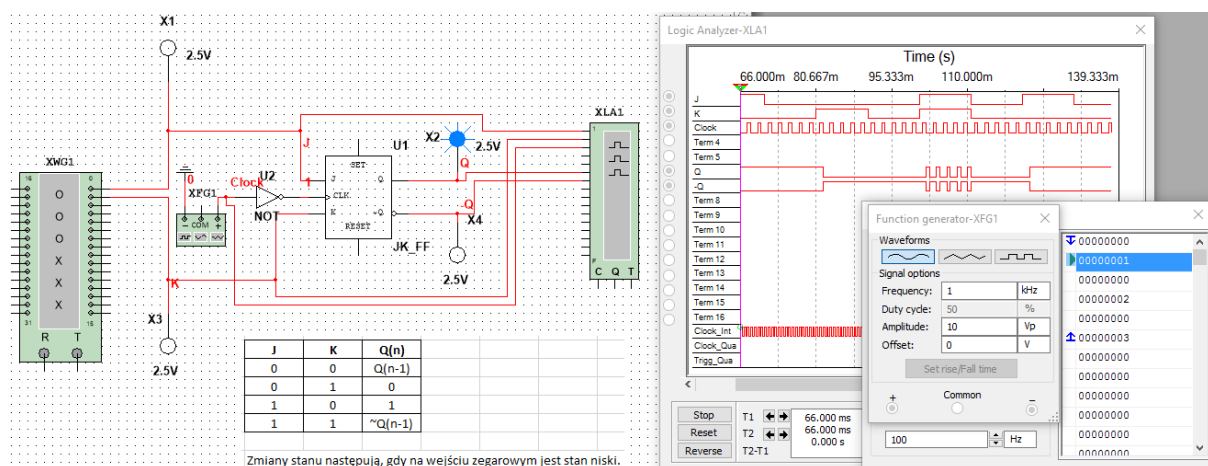 X1
2.5V
XWG1
16
0
O
O
O
X
X
X
31
15
R T
X3
2.5V
0
XFG1
COM
Clock
U2
NOT
J
1
K
U1
SET
J Q
CLK
K ~Q
RESET
JK_FF
X2
2.5V
Q
-Q
X4
2.5V
XLA1
1
C Q T
J K Q(n)
0 0 Q(n-1)
0 1 0
1 0 1
1 1 ~Q(n-1)
Zmiany stanu następują, gdy na wejściu zegarowym jest stan niski.
Logic Analyzer-XLA1
Time (s)
66.000m 80.667m 95.333m 110.000m 139.333m
J
K
Clock
Term 4
Term 5
Q
-Q
Term 8
Term 9
Term 10
Term 11
Term 12
Term 13
Term 14
Term 15
Term 16
Clock_Int
Clock_Qua
Trigg_Qua
Stop
Reset
Reverse
T1
T2
T2-T1
66.000 ms
66.000 ms
0.000 s
Function generator-XFG1
Waveforms
Signal options
Frequency: 1 kHz
Duty cycle: 50 %
Amplitude: 10 Vp
Offset: 0 V
Set rise/Fall time
+ Common −
100 Hz
00000000
00000001
00000000
00000002
00000000
00000003
00000000
00000000
00000000
00000000
00000000
00000000